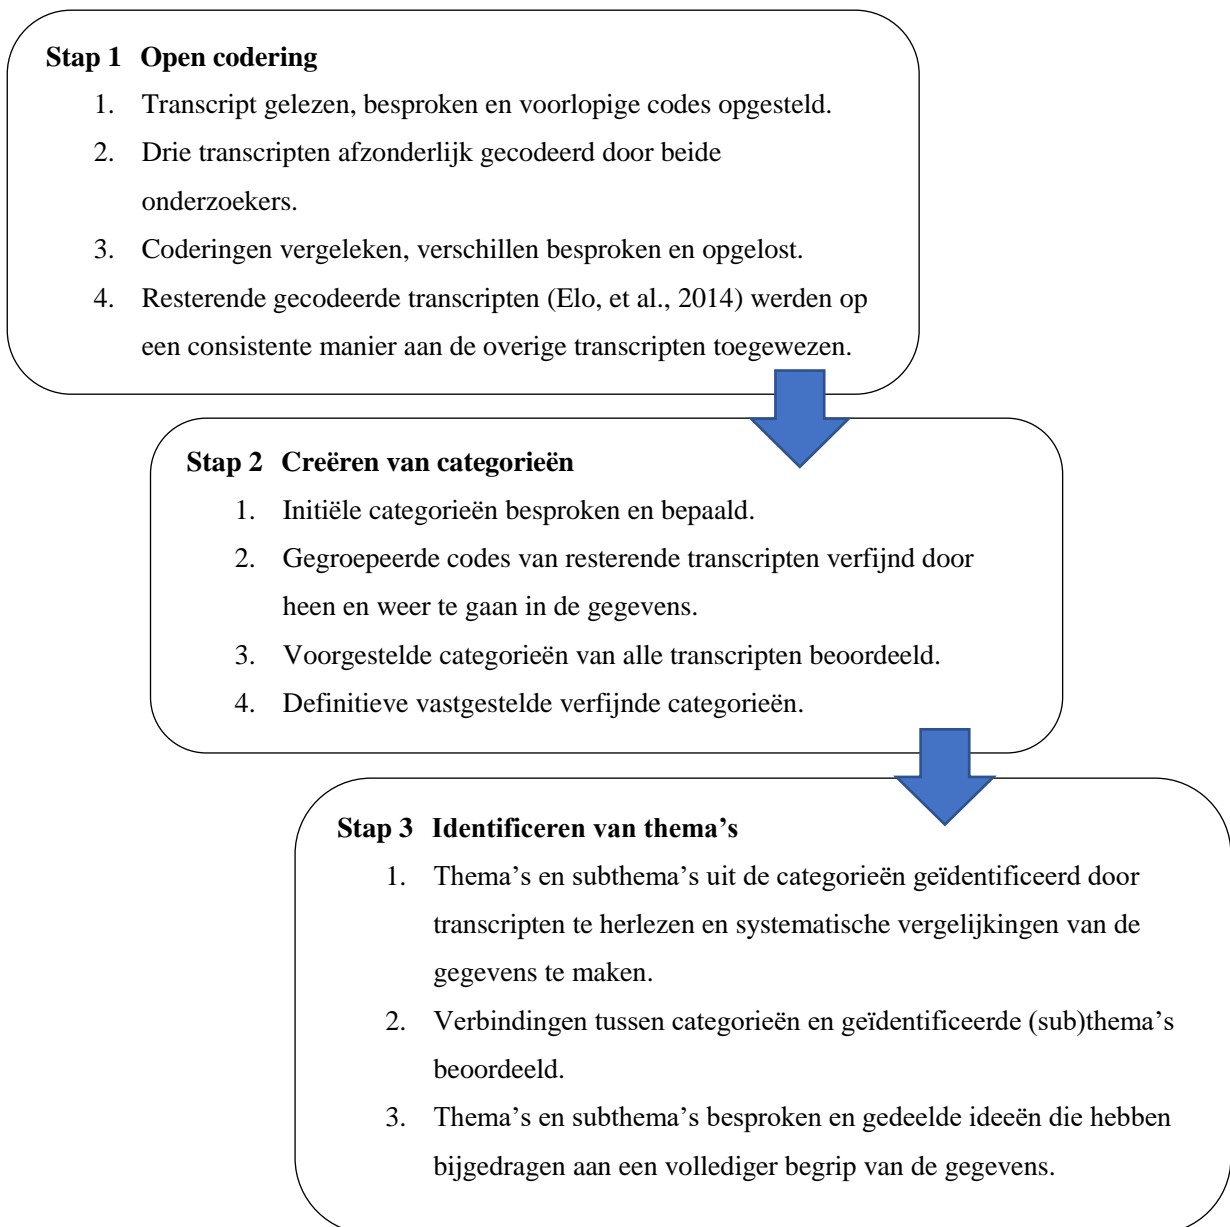 Stap 1 Open codering
1. Transcript gelezen, besproken en voorlopige codes opgesteld.
2. Drie transcripten afzonderlijk gecodeerd door beide
onderzoekers.
3. Coderingen vergeleken, verschillen besproken en opgelost.
4. Resterende gecodeerde transcripten (Elo, et al., 2014) werden op
een consistente manier aan de overige transcripten toegewezen.
Stap 2 Creëren van categorieën
1. Initiële categorieën besproken en bepaald.
2. Gegroepeerde codes van resterende transcripten verfijnd door
heen en weer te gaan in de gegevens.
3. Voorgestelde categorieën van alle transcripten beoordeeld.
4. Definitieve vastgestelde verfijnde categorieën.
Stap 3 Identificeren van thema’s
1. Thema’s en subthema’s uit de categorieën geïdentificeerd door
transcripten te herlezen en systematische vergelijkingen van de
gegevens te maken.
2. Verbindingen tussen categorieën en geïdentificeerde (sub)thema’s
beoordeeld.
3. Thema’s en subthema’s besproken en gedeelde ideeën die hebben
bijgedragen aan een vollediger begrip van de gegevens.